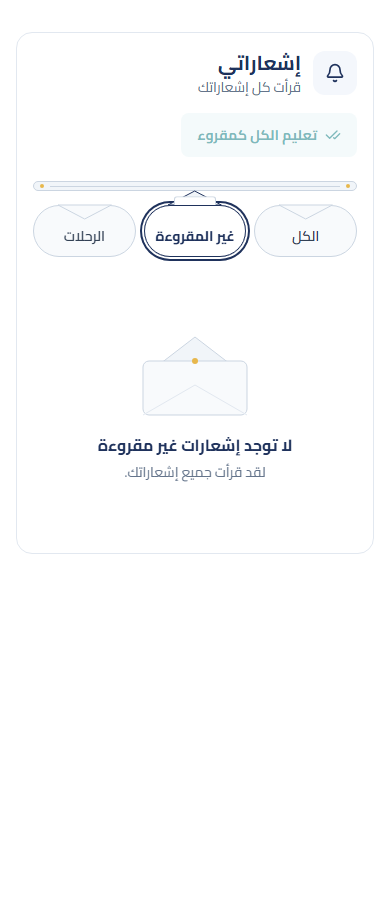 إشعاراتي
قرأت كل إشعاراتك
تعليم الكل كمقروء
الكل
غير المقروءة
الرحلات
لا توجد إشعارات غير مقروءة
لقد قرأت جميع إشعاراتك.